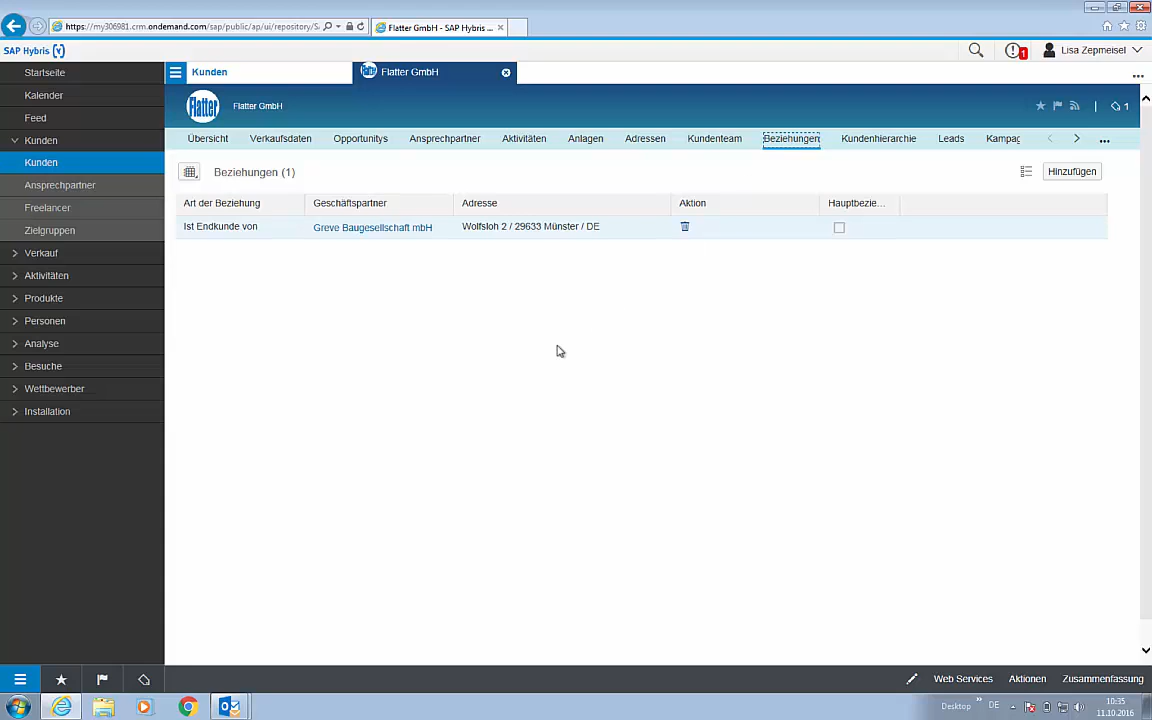 https://my306981.crm.ondemand.com/sap/public/ap/ui/repository/S
Flatter GmbH - SAP Hybris ...
SAP Hybris
1
Lisa Zepmeisel
Startseite
Kalender
Feed
Kunden
Kunden
Ansprechpartner
Freelancer
Zielgruppen
Verkauf
Aktivitäten
Produkte
Personen
Analyse
Besuche
Wettbewerber
Installation
Kunden
Flatter GmbH
Flatter
Flatter GmbH
1
Übersicht Verkaufsdaten Opportunitys Ansprechpartner Aktivitäten Anlagen Adressen Kundenteam Beziehungen Kundenhierarchie Leads Kampag
Beziehungen (1)
Hinzufügen
Art der Beziehung Geschäftspartner Adresse Aktion Hauptbezie...
Ist Endkunde von Greve Baugesellschaft mbH Wolfsloh 2 / 29633 Münster / DE
Web Services Aktionen Zusammenfassung
Desktop DE 10:35
11.10.2016